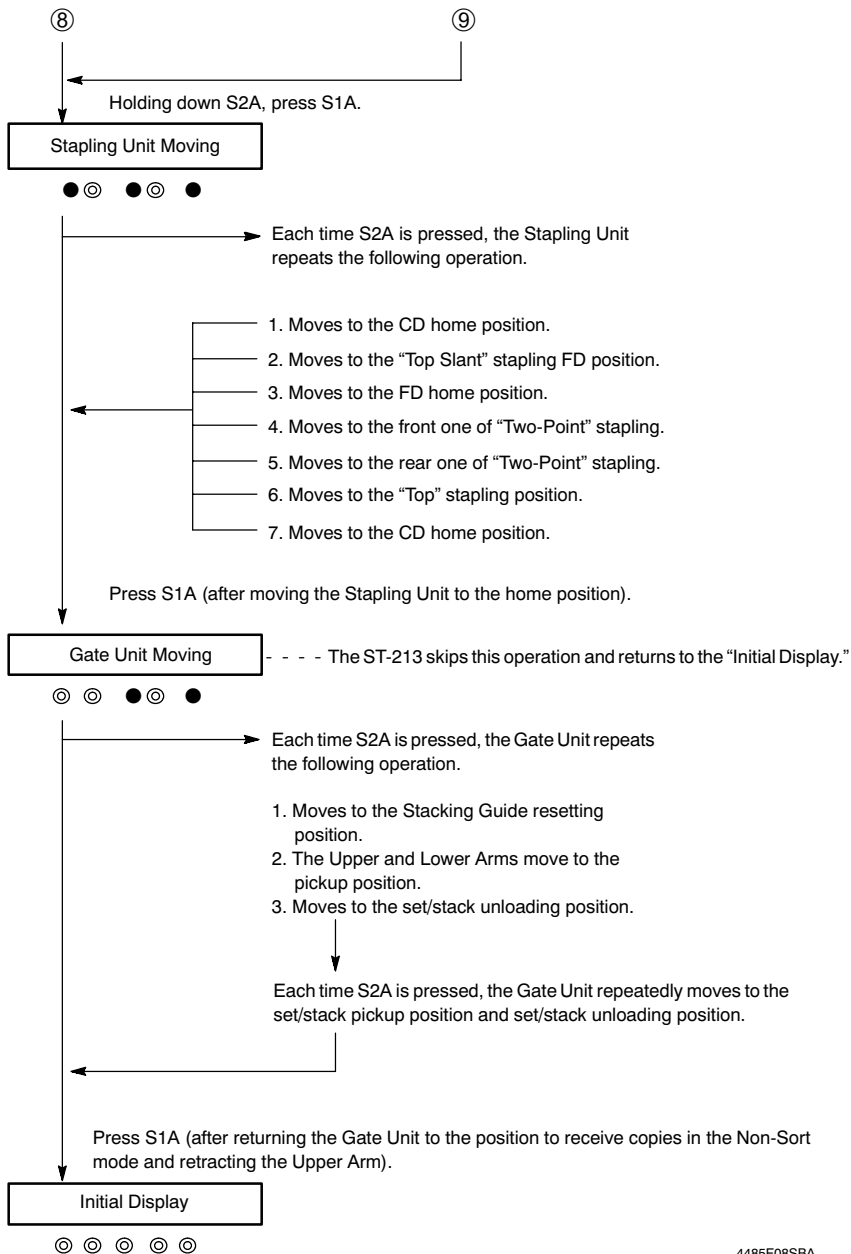 ⑧ ⑨
Holding down S2A, press S1A.
Stapling Unit Moving
●◎ ●◎ ●
Each time S2A is pressed, the Stapling Unit
repeats the following operation.
1. Moves to the CD home position.
2. Moves to the “Top Slant” stapling FD position.
3. Moves to the FD home position.
4. Moves to the front one of “Two-Point” stapling.
5. Moves to the rear one of “Two-Point” stapling.
6. Moves to the “Top” stapling position.
7. Moves to the CD home position.
Press S1A (after moving the Stapling Unit to the home position).
Gate Unit Moving - - - - The ST-213 skips this operation and returns to the “Initial Display.”
◎ ◎ ●◎ ●
Each time S2A is pressed, the Gate Unit repeats
the following operation.
1. Moves to the Stacking Guide resetting
position.
2. The Upper and Lower Arms move to the
pickup position.
3. Moves to the set/stack unloading position.
Each time S2A is pressed, the Gate Unit repeatedly moves to the
set/stack pickup position and set/stack unloading position.
Press S1A (after returning the Gate Unit to the position to receive copies in the Non-Sort
mode and retracting the Upper Arm).
Initial Display
◎ ◎ ◎ ◎ ◎
4485F08SBA